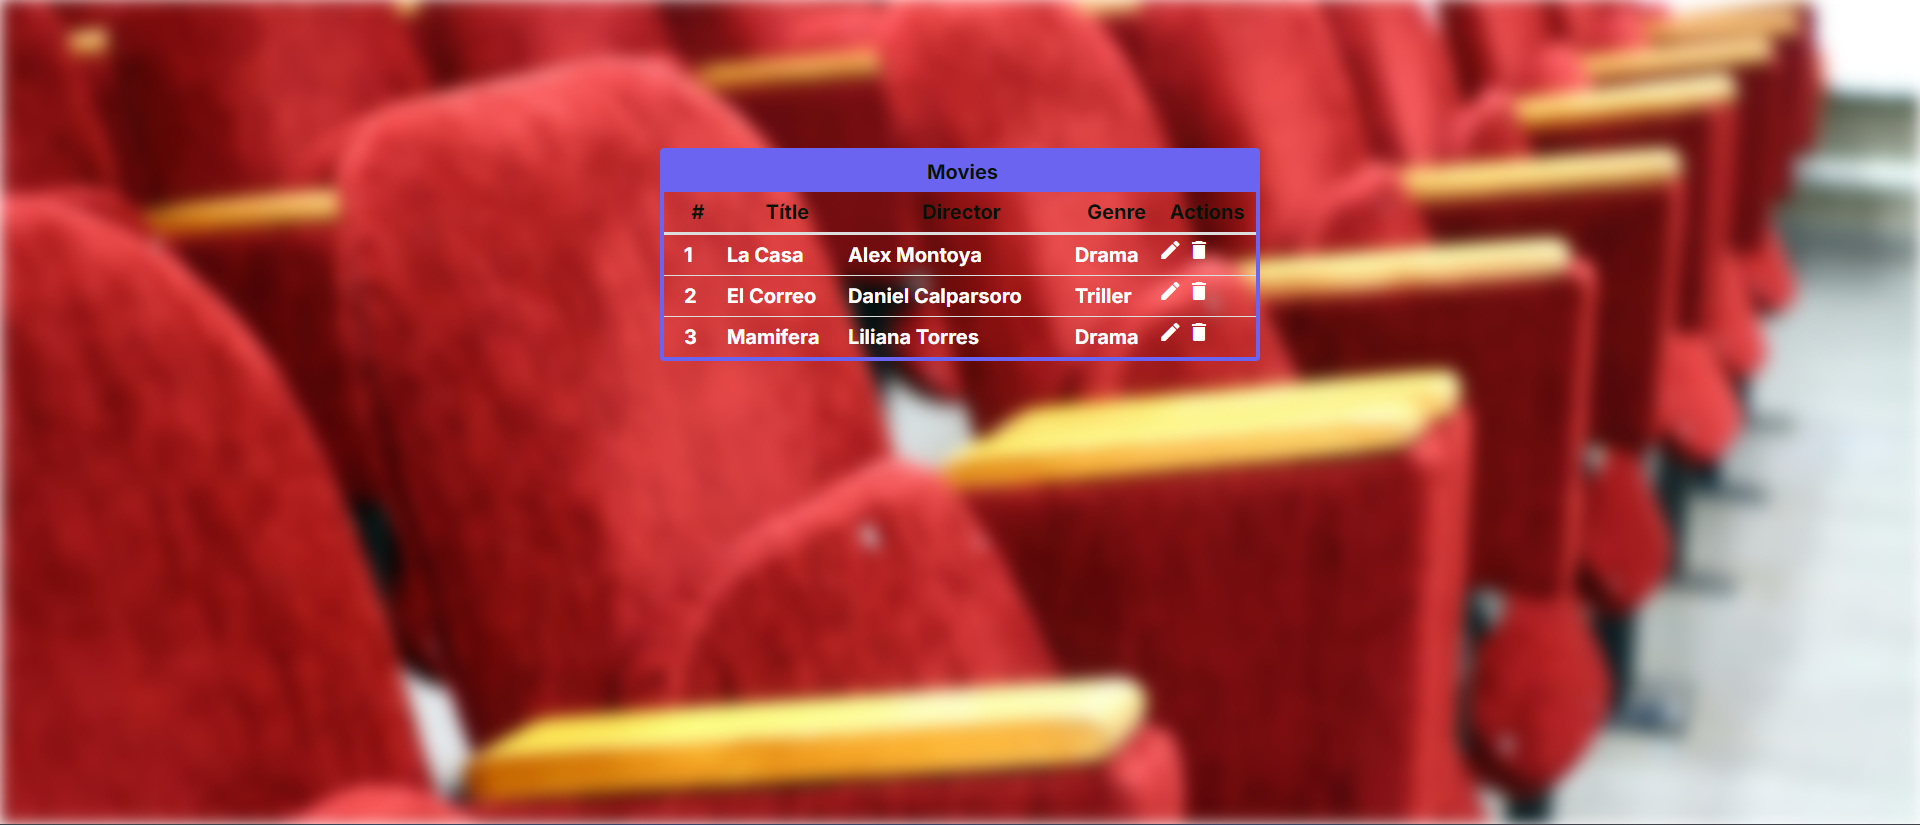 Movies
# Títle Director Genre Actions
1 La Casa Alex Montoya Drama
2 El Correo Daniel Calparsoro Triller
3 Mamifera Liliana Torres Drama